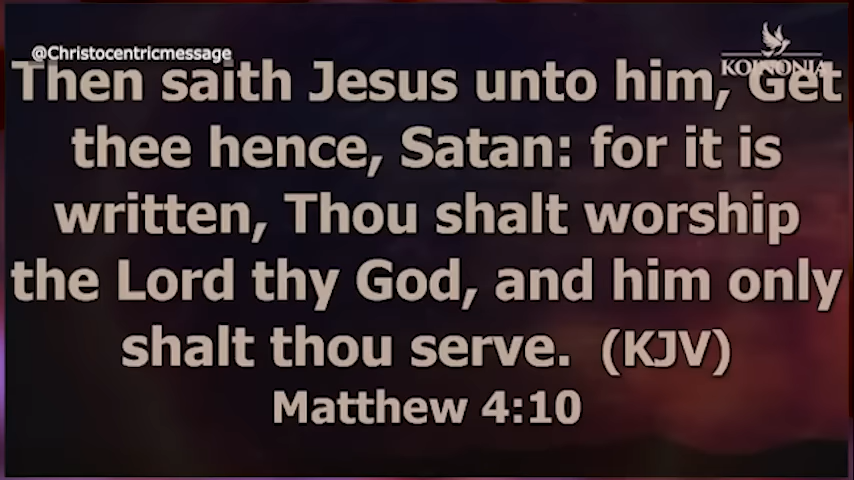 @Christocentricmessage
KOINONIA
Then saith Jesus unto him, Get
thee hence, Satan: for it is
written, Thou shalt worship
the Lord thy God, and him only
shalt thou serve. (KJV)
Matthew 4:10